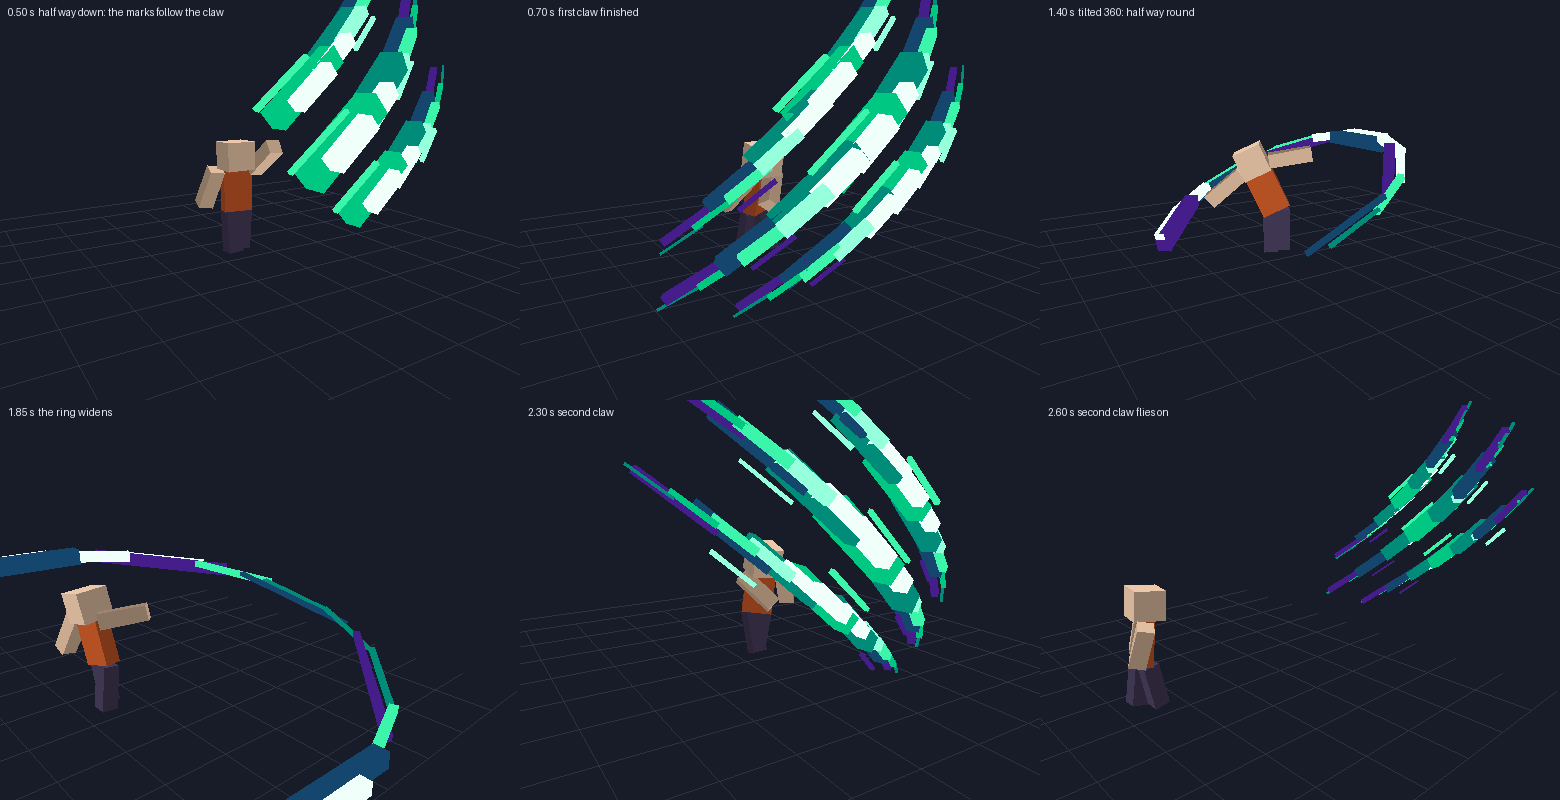 0.50 s half way down: the marks follow the claw
0.70 s first claw finished
1.40 s tilted 360: half way round
1.85 s the ring widens
2.30 s second claw
2.60 s second claw flies on